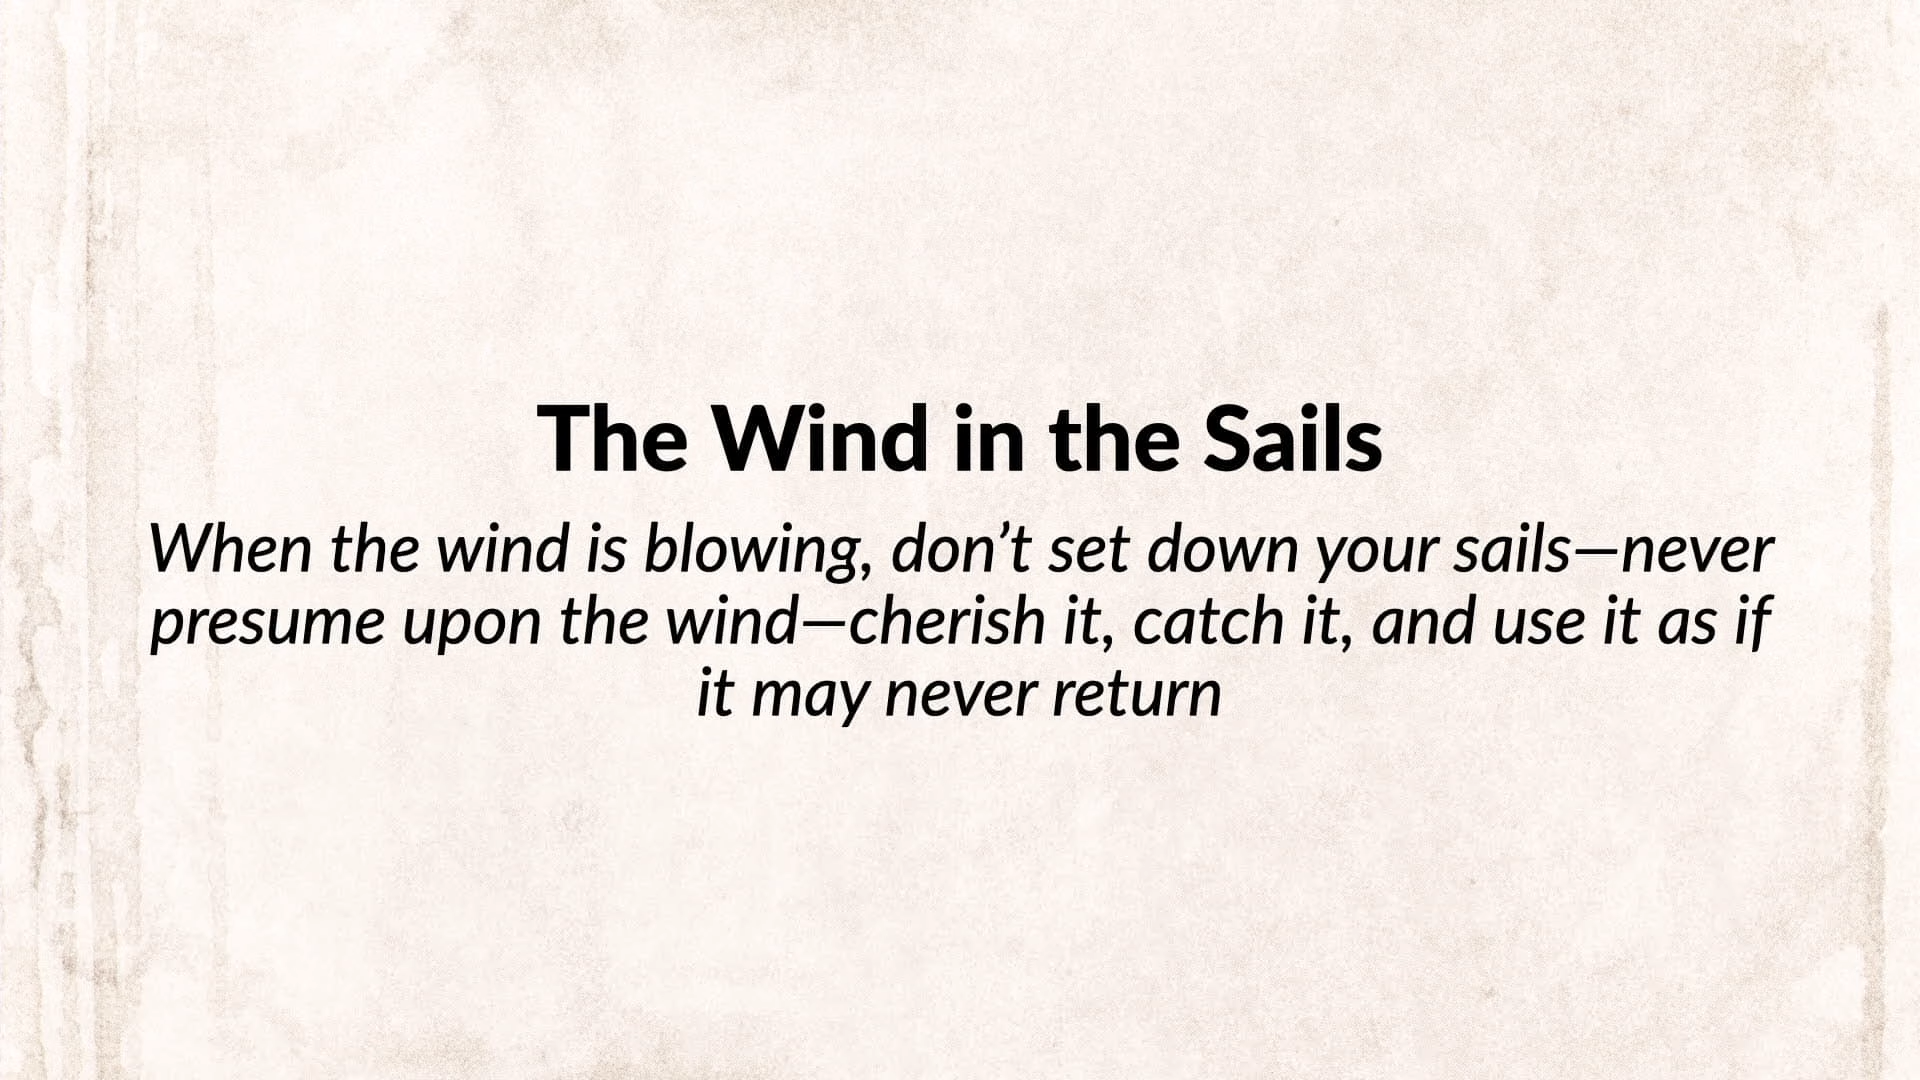 The Wind in the Sails
When the wind is blowing, don’t set down your sails—never
presume upon the wind—cherish it, catch it, and use it as if
it may never return